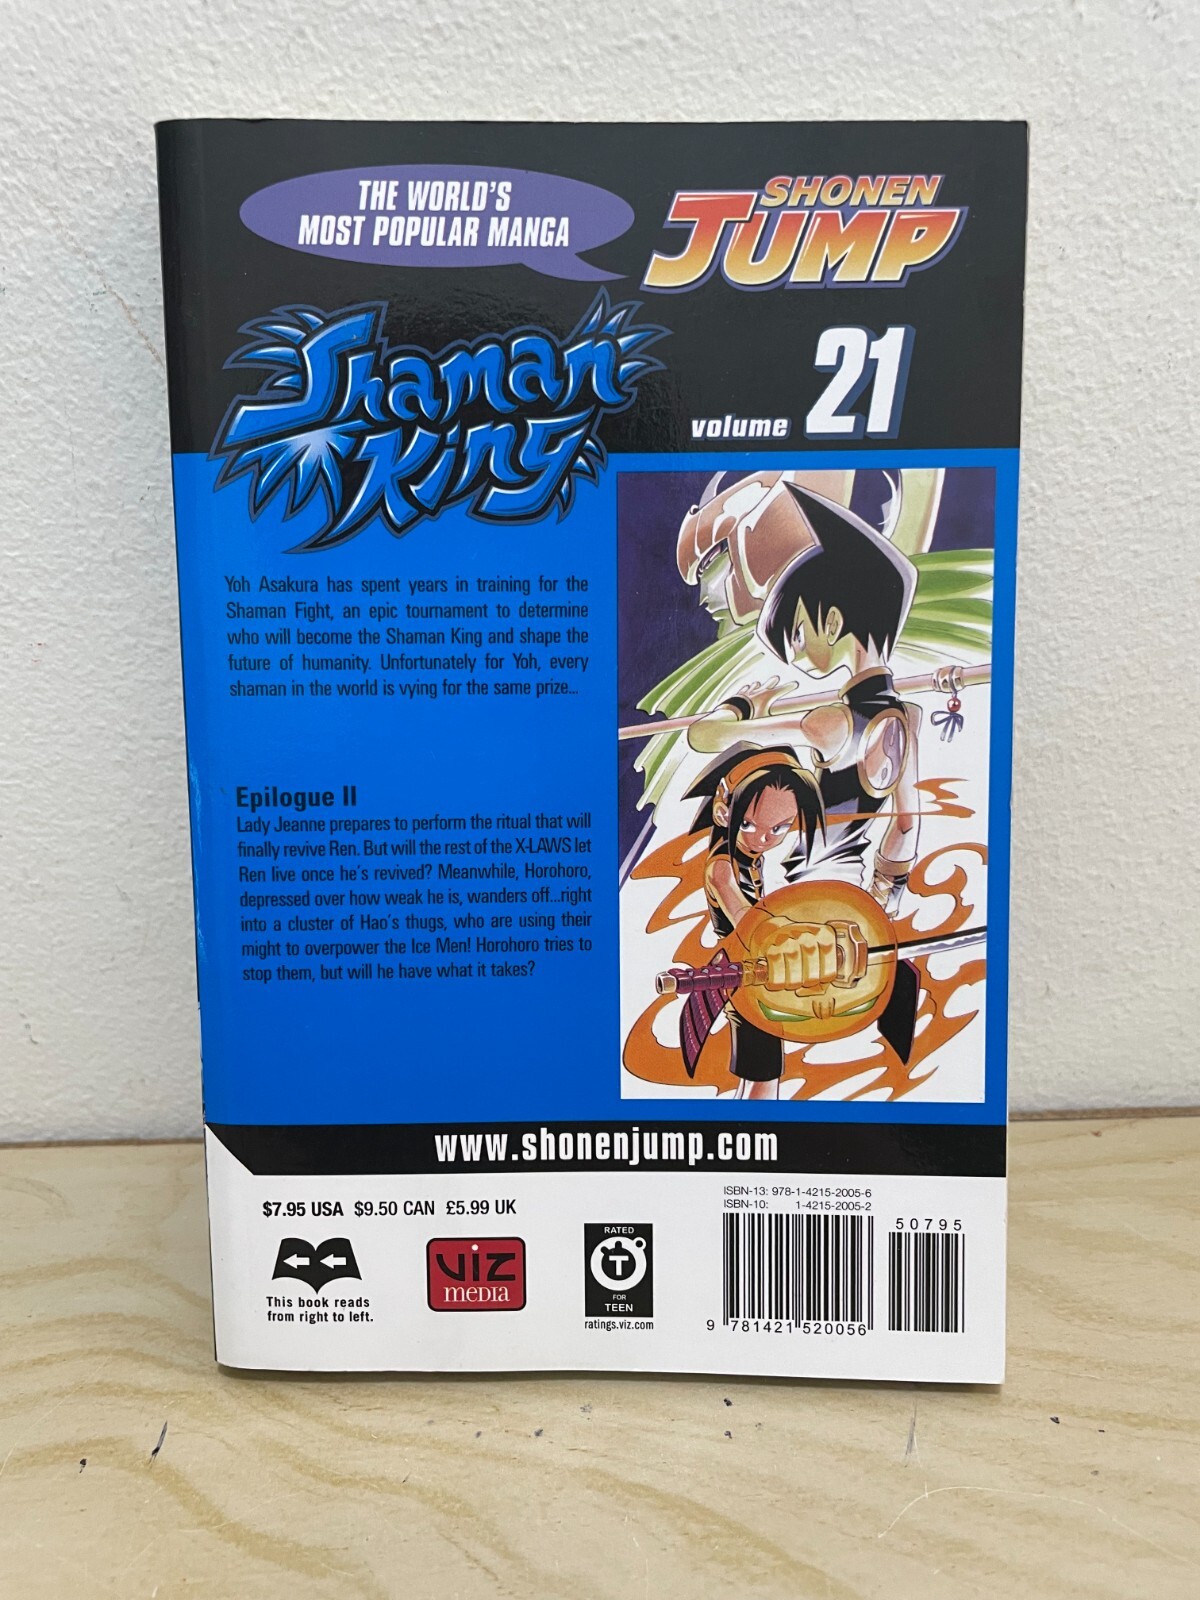 THE WORLD'S
MOST POPULAR MANGA
SHONEN
JUMP
Shaman
King
volume 21
Yoh Asakura has spent years in training for the
Shaman Fight, an epic tournament to determine
who will become the Shaman King and shape the
future of humanity. Unfortunately for Yoh, every
shaman in the world is vying for the same prize...
Epilogue II
Lady Jeanne prepares to perform the ritual that will
finally revive Ren. But will the rest of the X-LAWS let
Ren live once he's revived? Meanwhile, Horohoro,
depressed over how weak he is, wanders off...right
into a cluster of Hao's thugs, who are using their
might to overpower the Ice Men! Horohoro tries to
stop them, but will he have what it takes?
www.shonenjump.com
$7.95 USA $9.50 CAN £5.99 UK
This book reads
from right to left.
VIZ
MEDIA
RATED
T
FOR
TEEN
ratings.viz.com
ISBN-13: 978-1-4215-2005-6
ISBN-10: 1-4215-2005-2
50795
9 781421 520056